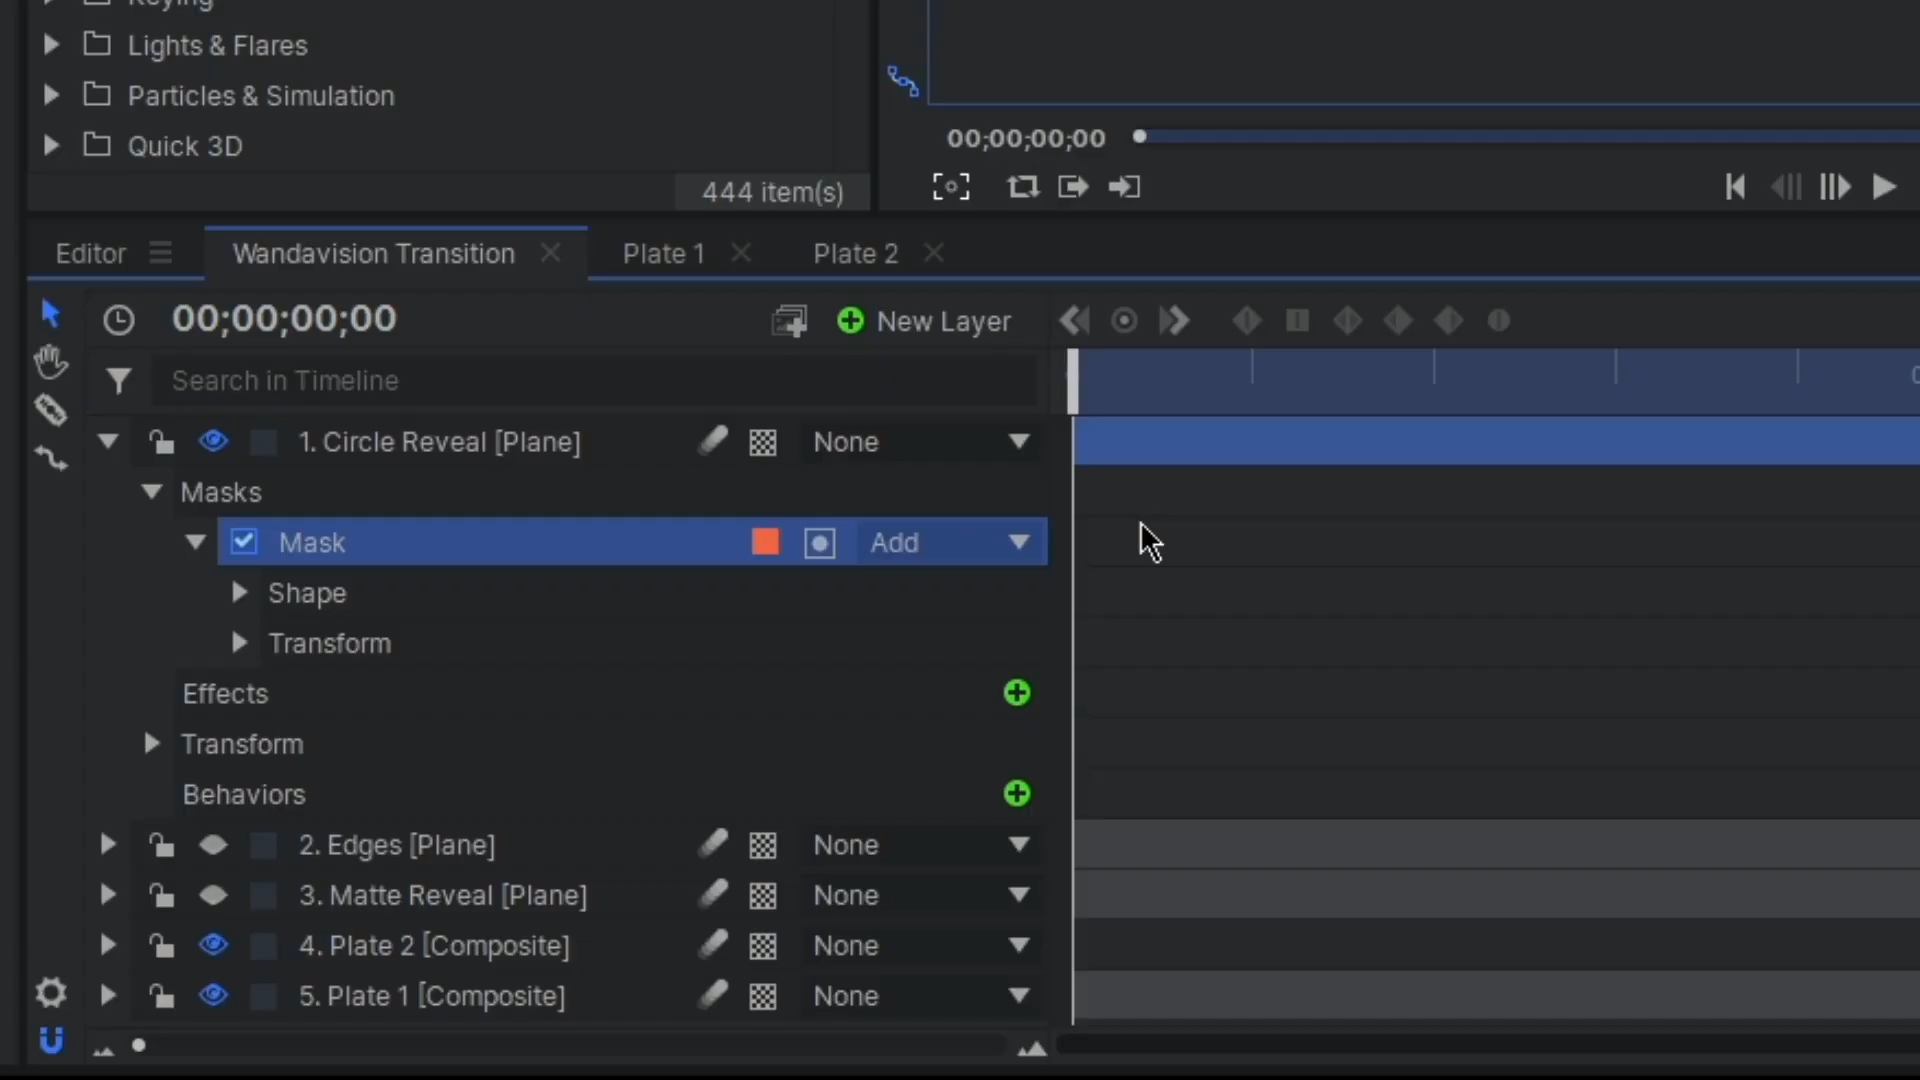 Keying
Lights & Flares
Particles & Simulation
Quick 3D
444 item(s)
00;00;00;00
Editor
Wandavision Transition
Plate 1
Plate 2
00;00;00;00
New Layer
Search in Timeline
1. Circle Reveal [Plane] None
Masks
Mask Add
Shape
Transform
Effects
Transform
Behaviors
2. Edges [Plane] None
3. Matte Reveal [Plane] None
4. Plate 2 [Composite] None
5. Plate 1 [Composite] None